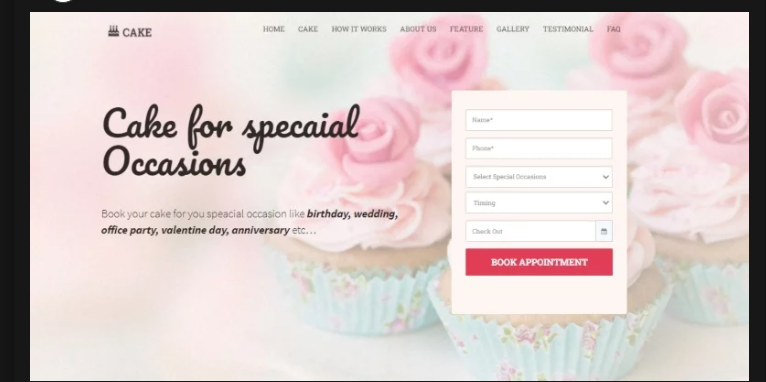 CAKE
HOME CAKE HOW IT WORKS ABOUT US FEATURE GALLERY TESTIMONIAL FAQ
Cake for specaial
Occasions
Book your cake for you speacial occasion like birthday, wedding,
office party, valentine day, anniversary etc...
Name*
Phone*
Select Special Occasions
Timing
Check Out
BOOK APPOINTMENT